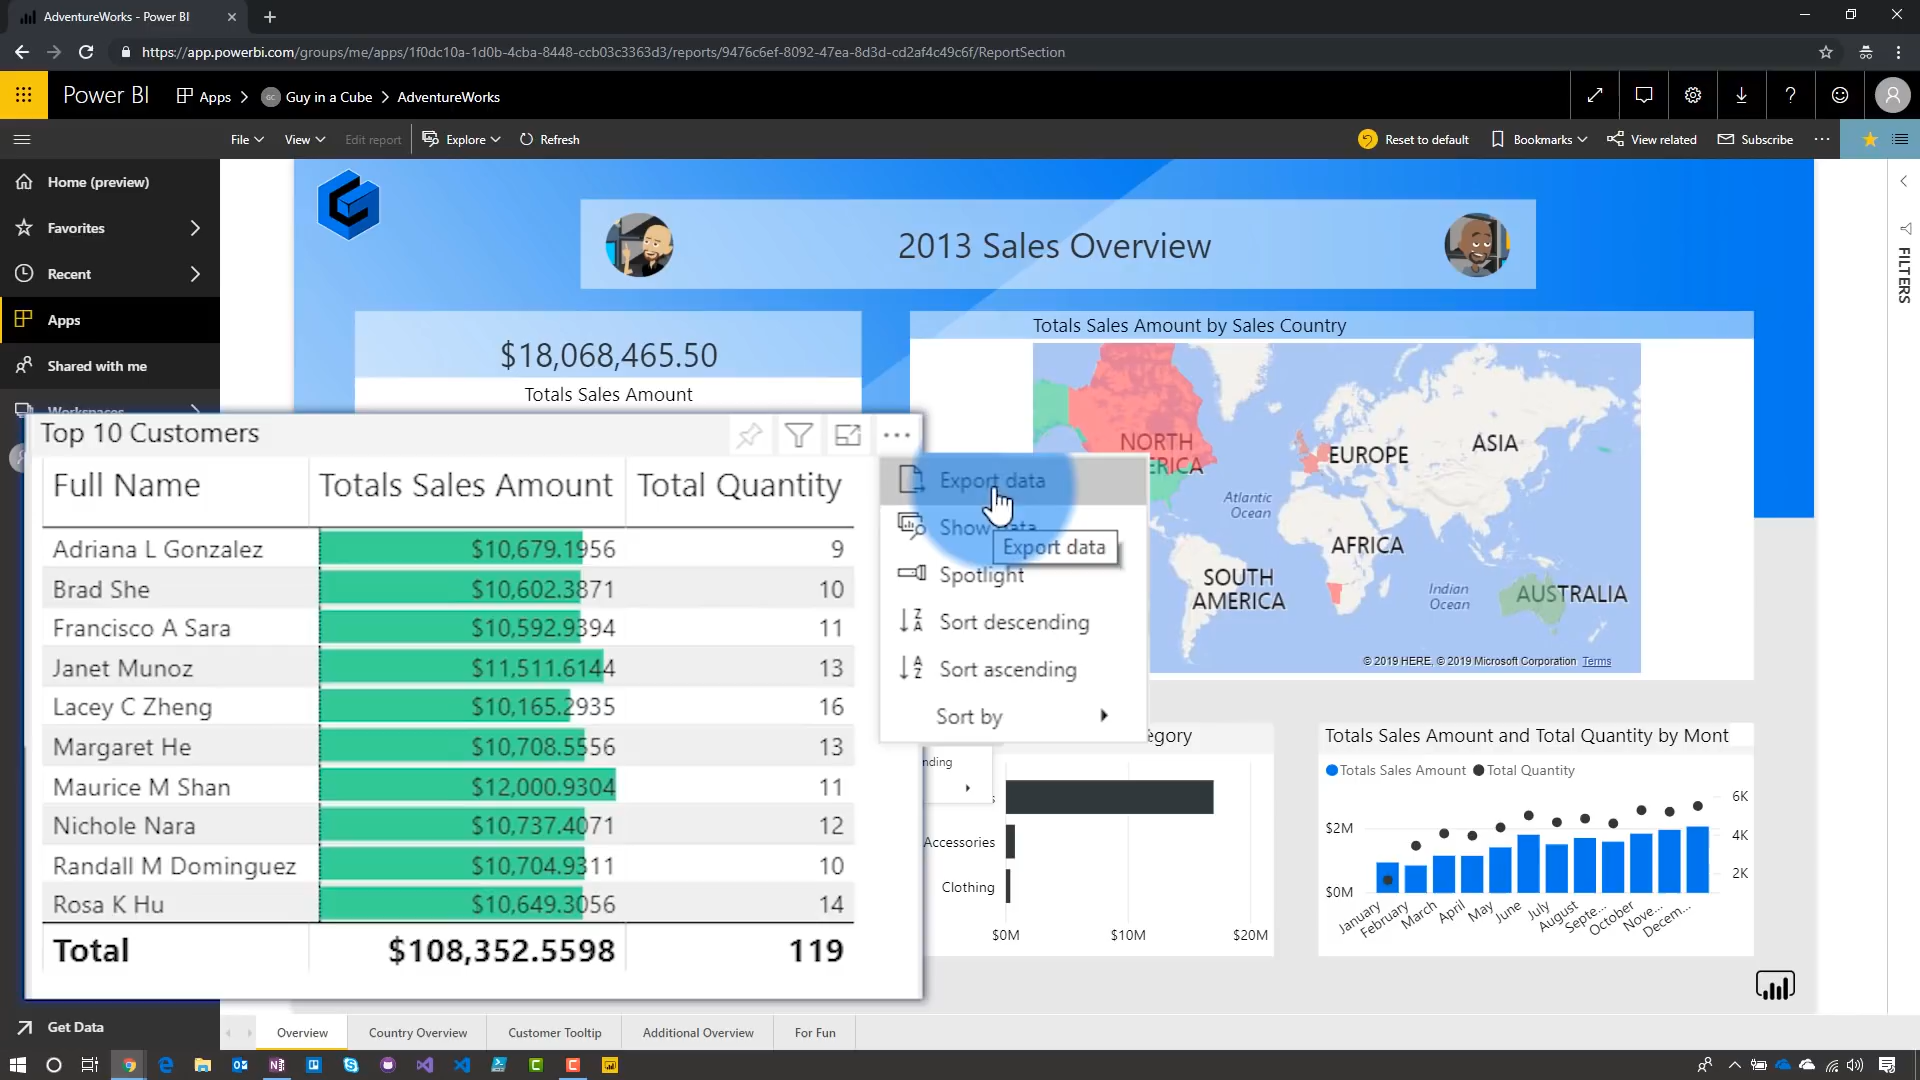 AdventureWorks - Power BI
https://app.powerbi.com/groups/me/apps/1f0dc10a-1d0b-4cba-8448-ccb03c3363d3/reports/9476c6ef-8092-47ea-8d3d-cd2af4c49c6f/ReportSection
Power BI Apps Guy in a Cube AdventureWorks
File View Edit report Explore Refresh Reset to default Bookmarks View related Subscribe
Home (preview)
Favorites
Recent
Apps
Shared with me
Workspaces
Get Data
2013 Sales Overview
$18,068,465.50
Totals Sales Amount
Totals Sales Amount by Sales Country
NORTH
AMERICA
EUROPE
ASIA
Atlantic
Ocean
AFRICA
SOUTH
AMERICA
Indian
Ocean
AUSTRALIA
© 2019 HERE, © 2019 Microsoft Corporation Terms
FILTERS
Top 10 Customers
Full Name Totals Sales Amount Total Quantity
Adriana L Gonzalez $10,679.1956 9
Brad She $10,602.3871 10
Francisco A Sara $10,592.9394 11
Janet Munoz $11,511.6144 13
Lacey C Zheng $10,165.2935 16
Margaret He $10,708.5556 13
Maurice M Shan $12,000.9304 11
Nichole Nara $10,737.4071 12
Randall M Dominguez $10,704.9311 10
Rosa K Hu $10,649.3056 14
Total $108,352.5598 119
Export data
Show data
Export data
Spotlight
Sort descending
Sort ascending
Sort by
nding
egory
s
Accessories
Clothing
$0M $10M $20M
Totals Sales Amount and Total Quantity by Mont
Totals Sales Amount Total Quantity
6K
$2M 4K
2K
$0M
January February March April May June July August Septe... October Nove... Decem...
Overview Country Overview Customer Tooltip Additional Overview For Fun